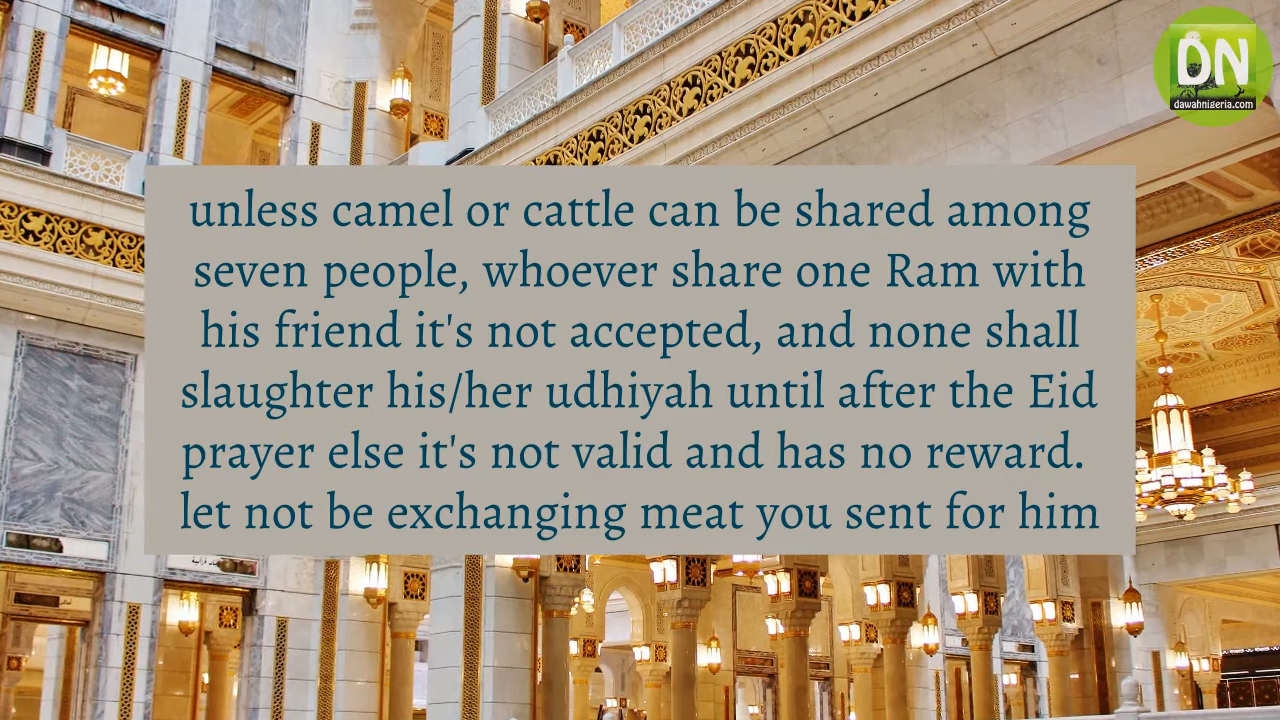 DN
dawahnigeria.com
unless camel or cattle can be shared among
seven people, whoever share one Ram with
his friend it's not accepted, and none shall
slaughter his/her udhiyah until after the Eid
prayer else it's not valid and has no reward.
let not be exchanging meat you sent for him